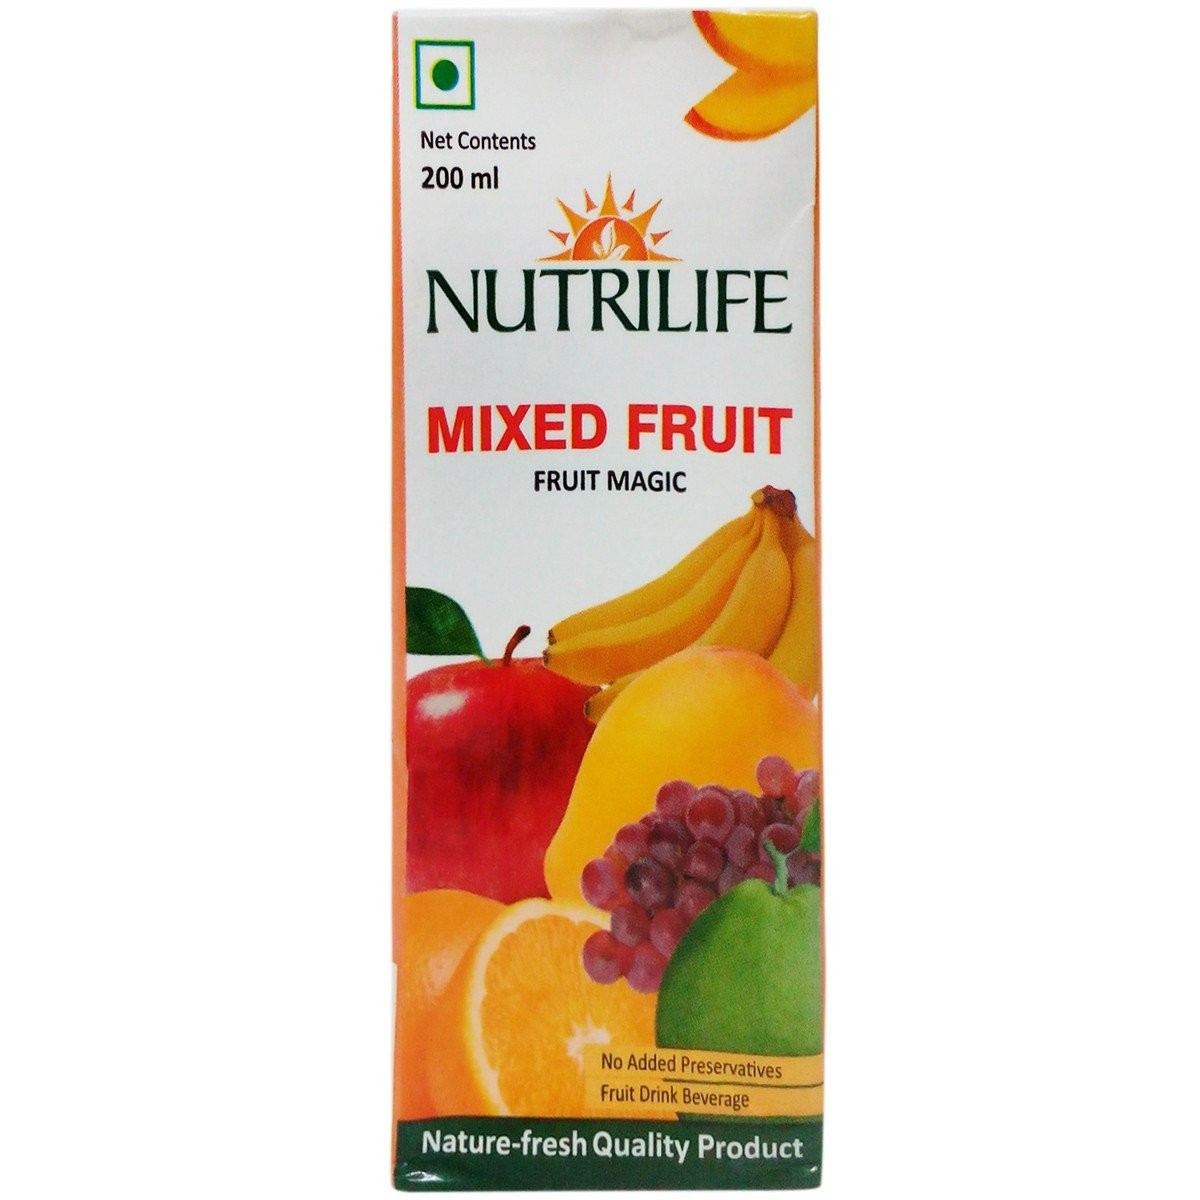 Net Contents
200 ml
NUTRILIFE
MIXED FRUIT
FRUIT MAGIC
No Added Preservatives
Fruit Drink Beverage
Nature-fresh Quality Product